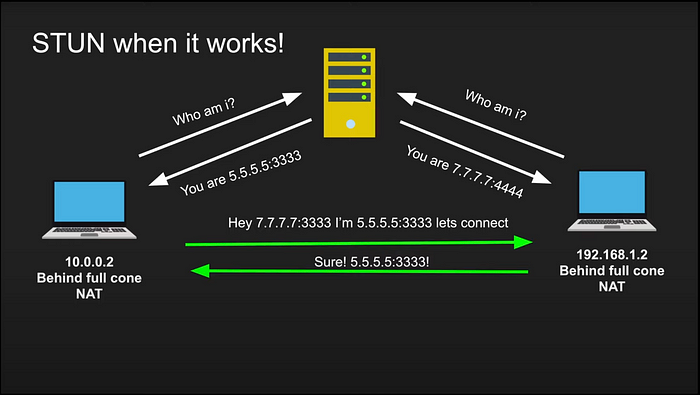 STUN when it works!
Who am i?
Who am i?
You are 5.5.5.5:3333
You are 7.7.7.7:4444
Hey 7.7.7.7:3333 I'm 5.5.5.5:3333 lets connect
Sure! 5.5.5.5:3333!
10.0.0.2
Behind full cone
NAT
192.168.1.2
Behind full cone
NAT